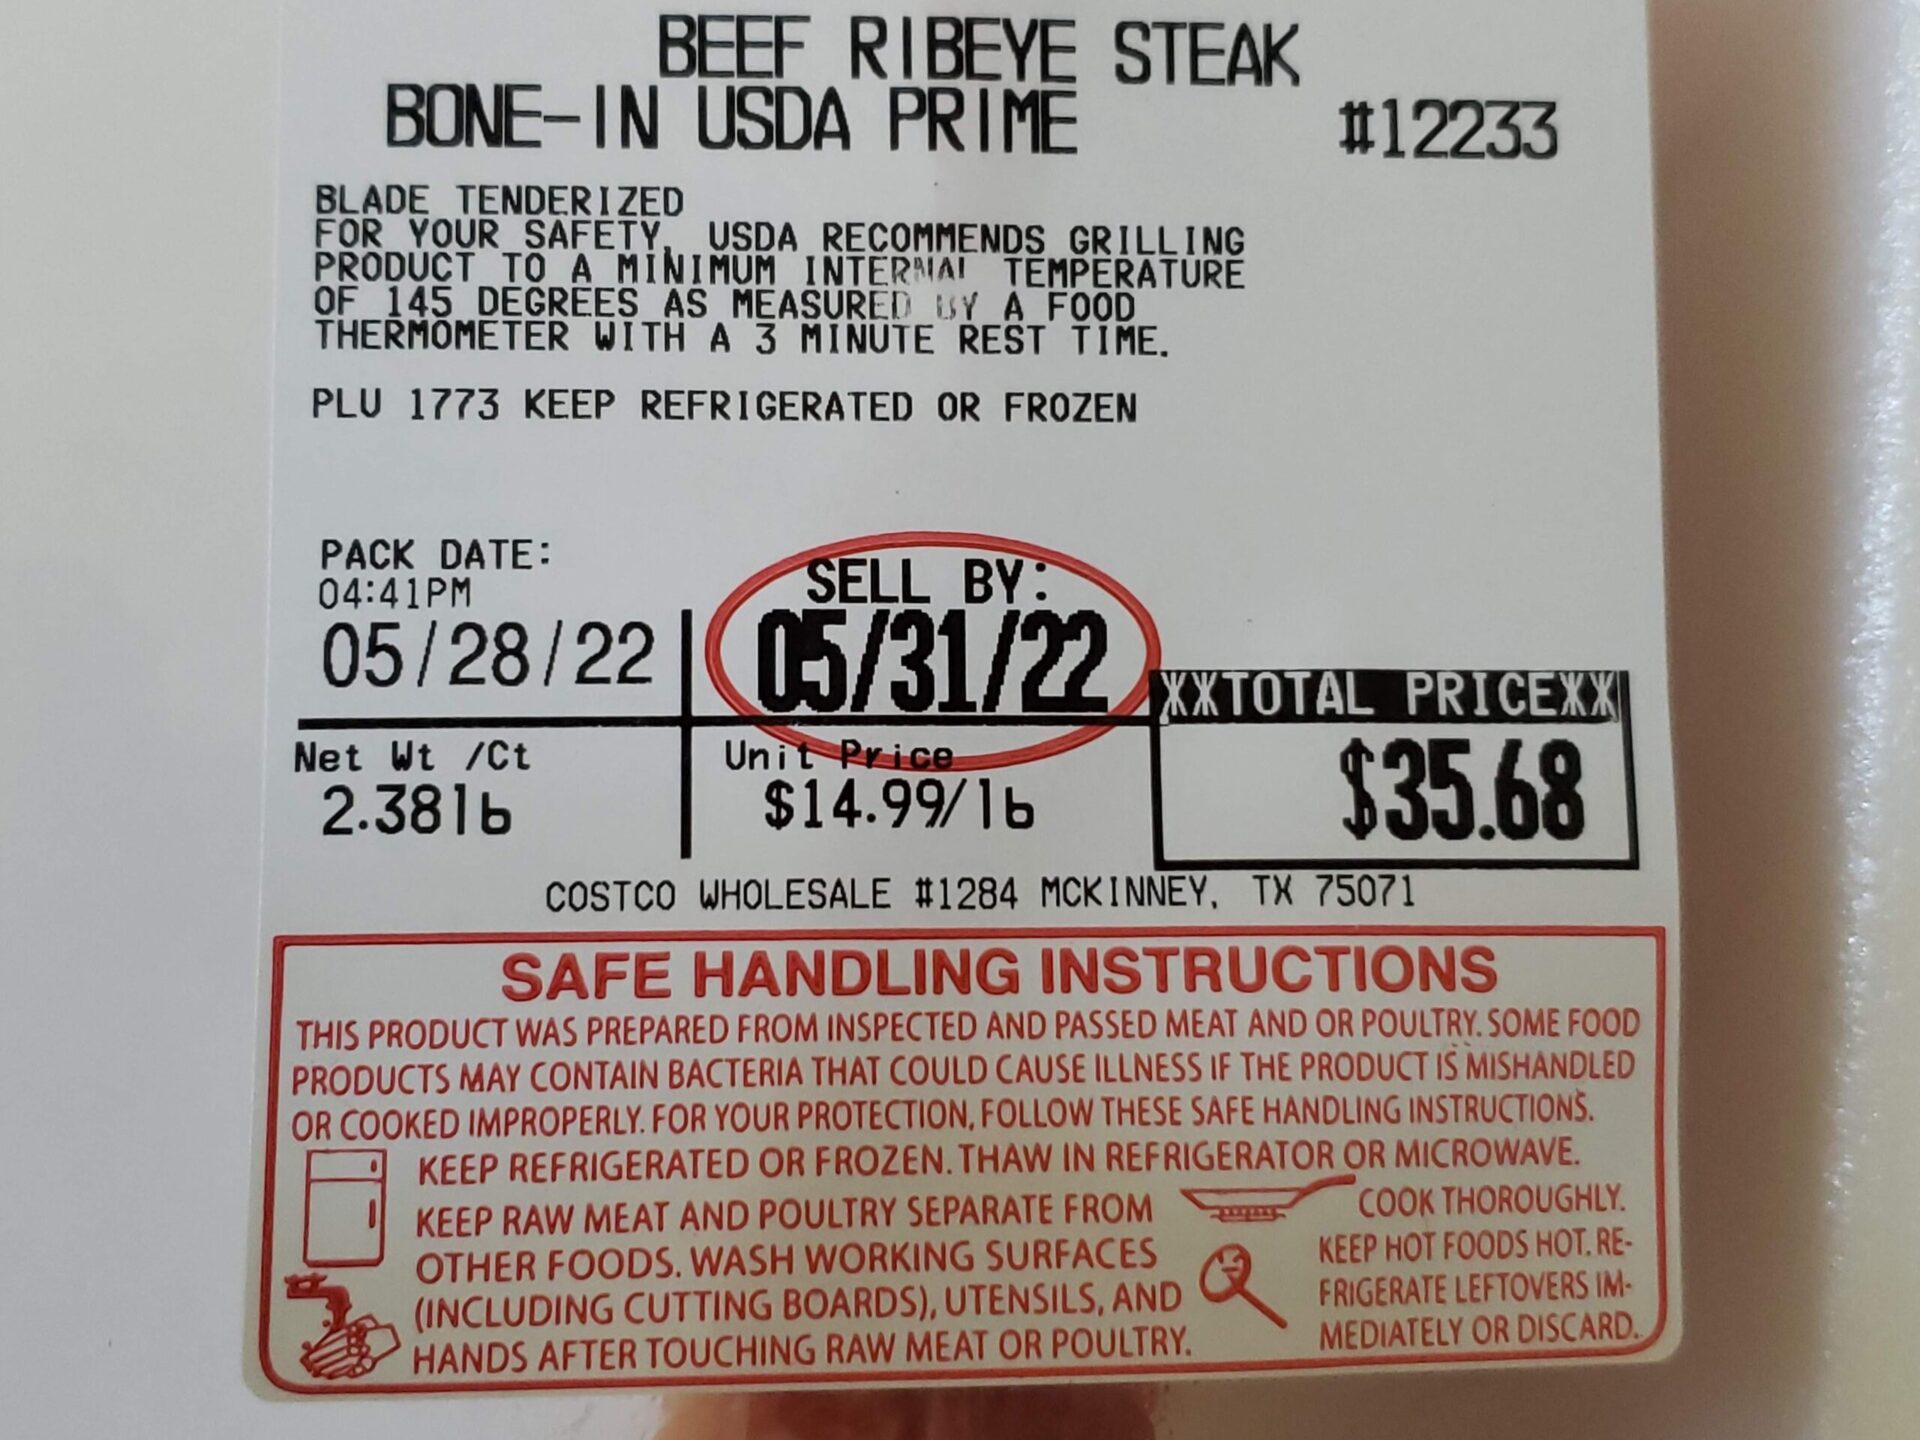 BEEF RIBEYE STEAK
BONE-IN USDA PRIME #12233
BLADE TENDERIZED
FOR YOUR SAFETY, USDA RECOMMENDS GRILLING
PRODUCT TO A MINIMUM INTERNAL TEMPERATURE
OF 145 DEGREES AS MEASURED BY A FOOD
THERMOMETER WITH A 3 MINUTE REST TIME.
PLU 1773 KEEP REFRIGERATED OR FROZEN
PACK DATE:
04:41PM
05/28/22
SELL BY:
05/31/22
XXTOTAL PRICEXX
Net Wt /Ct
2.38lb
Unit Price
$14.99/lb
$35.68
COSTCO WHOLESALE #1284 MCKINNEY, TX 75071
SAFE HANDLING INSTRUCTIONS
THIS PRODUCT WAS PREPARED FROM INSPECTED AND PASSED MEAT AND OR POULTRY. SOME FOOD
PRODUCTS MAY CONTAIN BACTERIA THAT COULD CAUSE ILLNESS IF THE PRODUCT IS MISHANDLED
OR COOKED IMPROPERLY. FOR YOUR PROTECTION, FOLLOW THESE SAFE HANDLING INSTRUCTIONS.
KEEP REFRIGERATED OR FROZEN. THAW IN REFRIGERATOR OR MICROWAVE.
KEEP RAW MEAT AND POULTRY SEPARATE FROM
OTHER FOODS. WASH WORKING SURFACES
(INCLUDING CUTTING BOARDS), UTENSILS, AND
HANDS AFTER TOUCHING RAW MEAT OR POULTRY.
COOK THOROUGHLY.
KEEP HOT FOODS HOT. RE-
FRIGERATE LEFTOVERS IM-
MEDIATELY OR DISCARD.